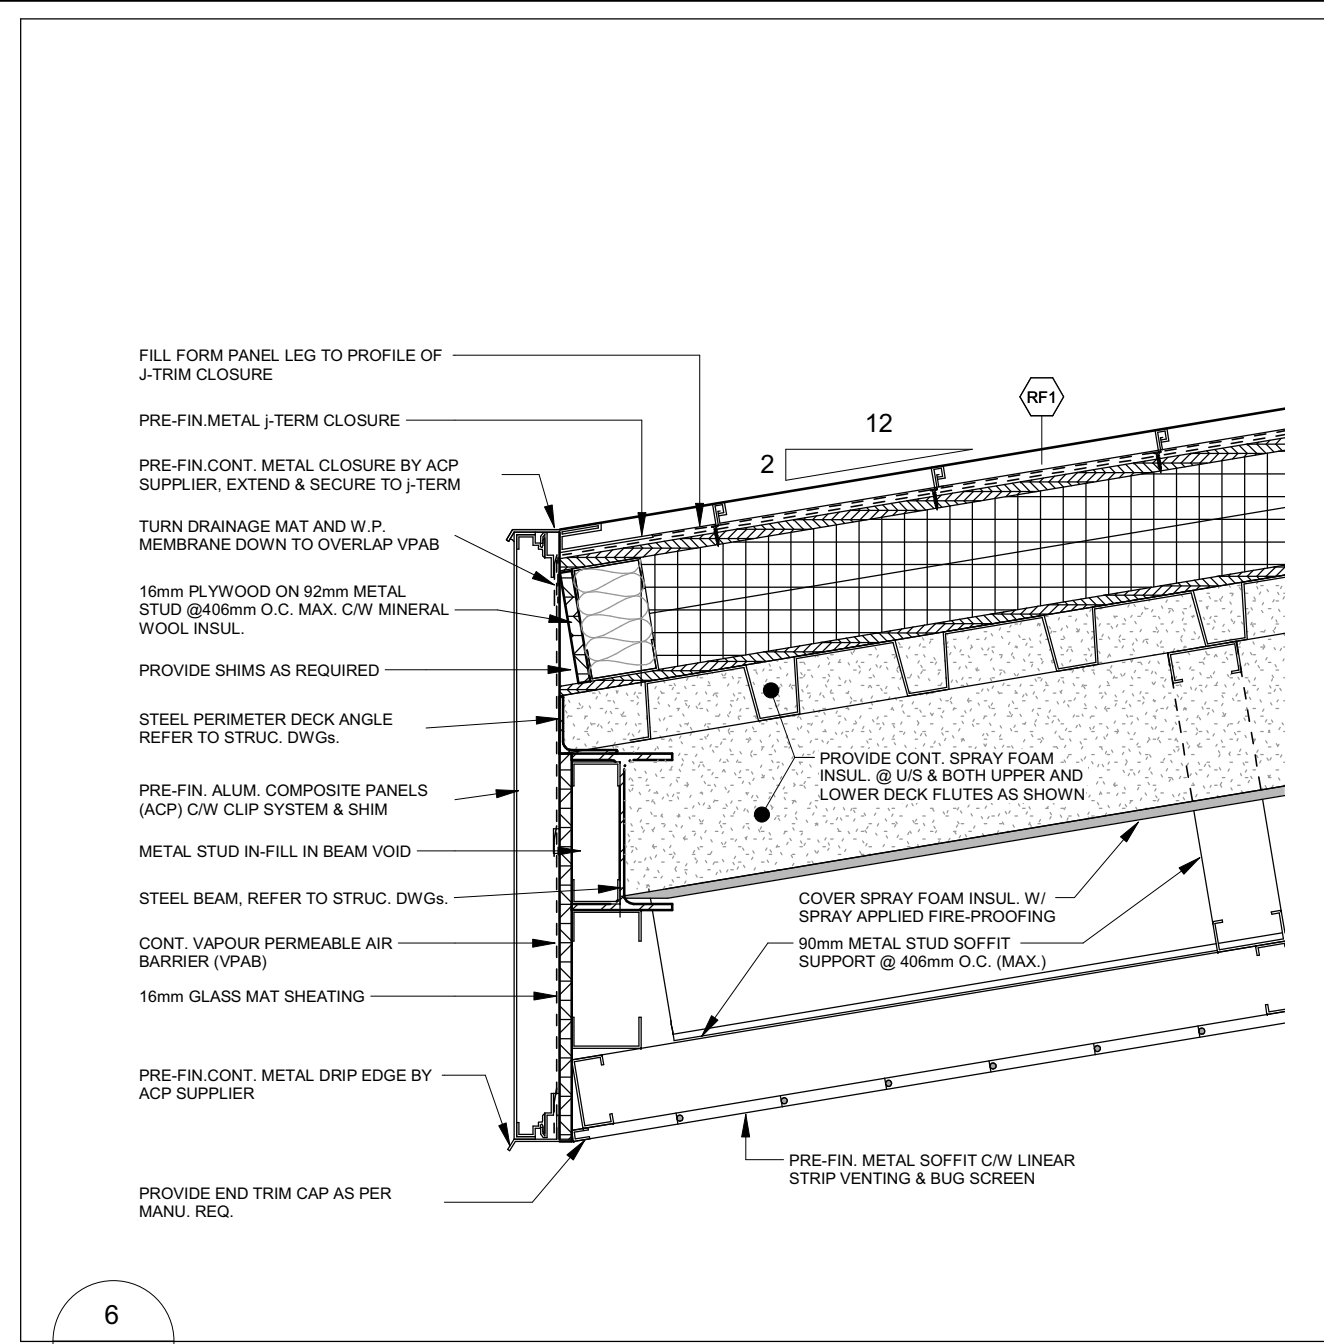 FILL FORM PANEL LEG TO PROFILE OF
J-TRIM CLOSURE
PRE-FIN.METAL j-TERM CLOSURE
PRE-FIN.CONT. METAL CLOSURE BY ACP
SUPPLIER, EXTEND & SECURE TO j-TERM
TURN DRAINAGE MAT AND W.P.
MEMBRANE DOWN TO OVERLAP VPAB
16mm PLYWOOD ON 92mm METAL
STUD @406mm O.C. MAX. C/W MINERAL
WOOL INSUL.
PROVIDE SHIMS AS REQUIRED
STEEL PERIMETER DECK ANGLE
REFER TO STRUC. DWGs.
PRE-FIN. ALUM. COMPOSITE PANELS
(ACP) C/W CLIP SYSTEM & SHIM
METAL STUD IN-FILL IN BEAM VOID
STEEL BEAM, REFER TO STRUC. DWGs.
CONT. VAPOUR PERMEABLE AIR
BARRIER (VPAB)
16mm GLASS MAT SHEATING
PRE-FIN.CONT. METAL DRIP EDGE BY
ACP SUPPLIER
PROVIDE END TRIM CAP AS PER
MANU. REQ.
RF1
12
2
PROVIDE CONT. SPRAY FOAM
INSUL. @ U/S & BOTH UPPER AND
LOWER DECK FLUTES AS SHOWN
COVER SPRAY FOAM INSUL. W/
SPRAY APPLIED FIRE-PROOFING
90mm METAL STUD SOFFIT
SUPPORT @ 406mm O.C. (MAX.)
PRE-FIN. METAL SOFFIT C/W LINEAR
STRIP VENTING & BUG SCREEN
6